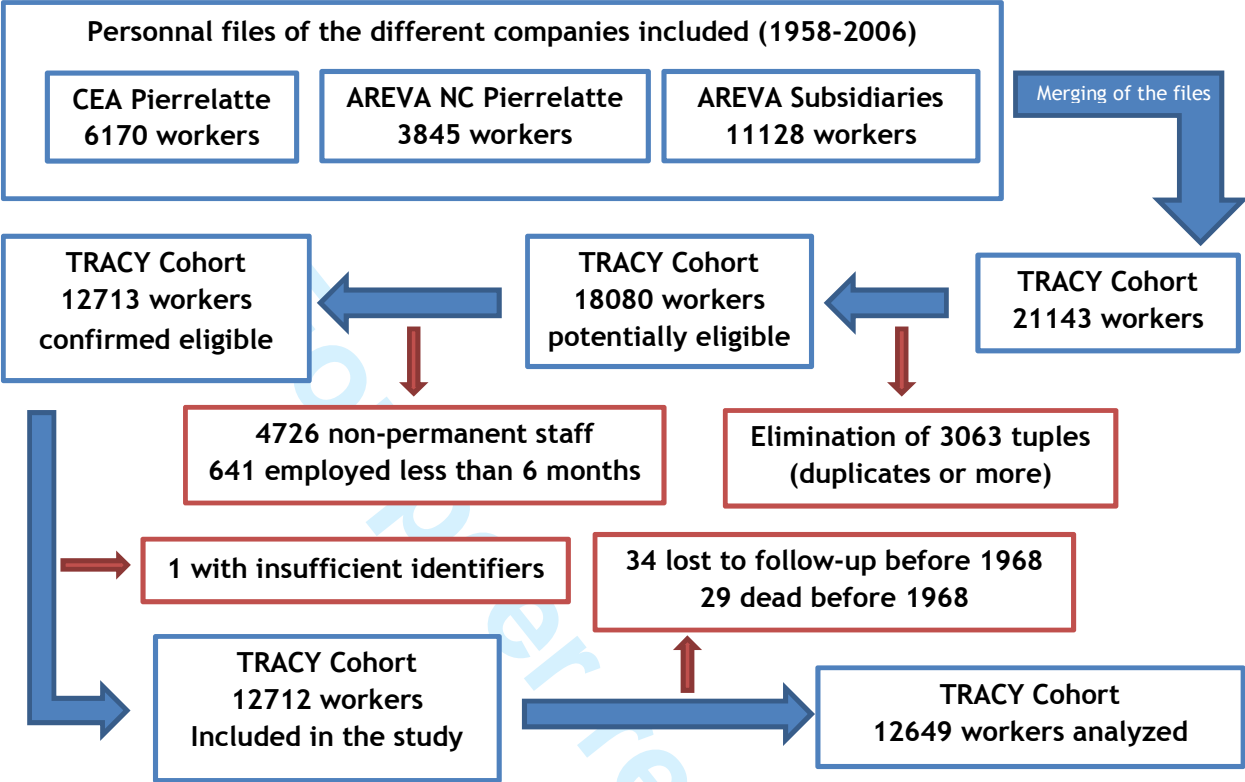 Personnal files of the different companies included (1958-2006)
CEA Pierrelatte
6170 workers
AREVA NC Pierrelatte
3845 workers
AREVA Subsidiaries
11128 workers
Merging of the files
TRACY Cohort
21143 workers
TRACY Cohort
18080 workers
potentially eligible
TRACY Cohort
12713 workers
confirmed eligible
Elimination of 3063 tuples
(duplicates or more)
4726 non-permanent staff
641 employed less than 6 months
1 with insufficient identifiers
34 lost to follow-up before 1968
29 dead before 1968
TRACY Cohort
12712 workers
Included in the study
TRACY Cohort
12649 workers analyzed